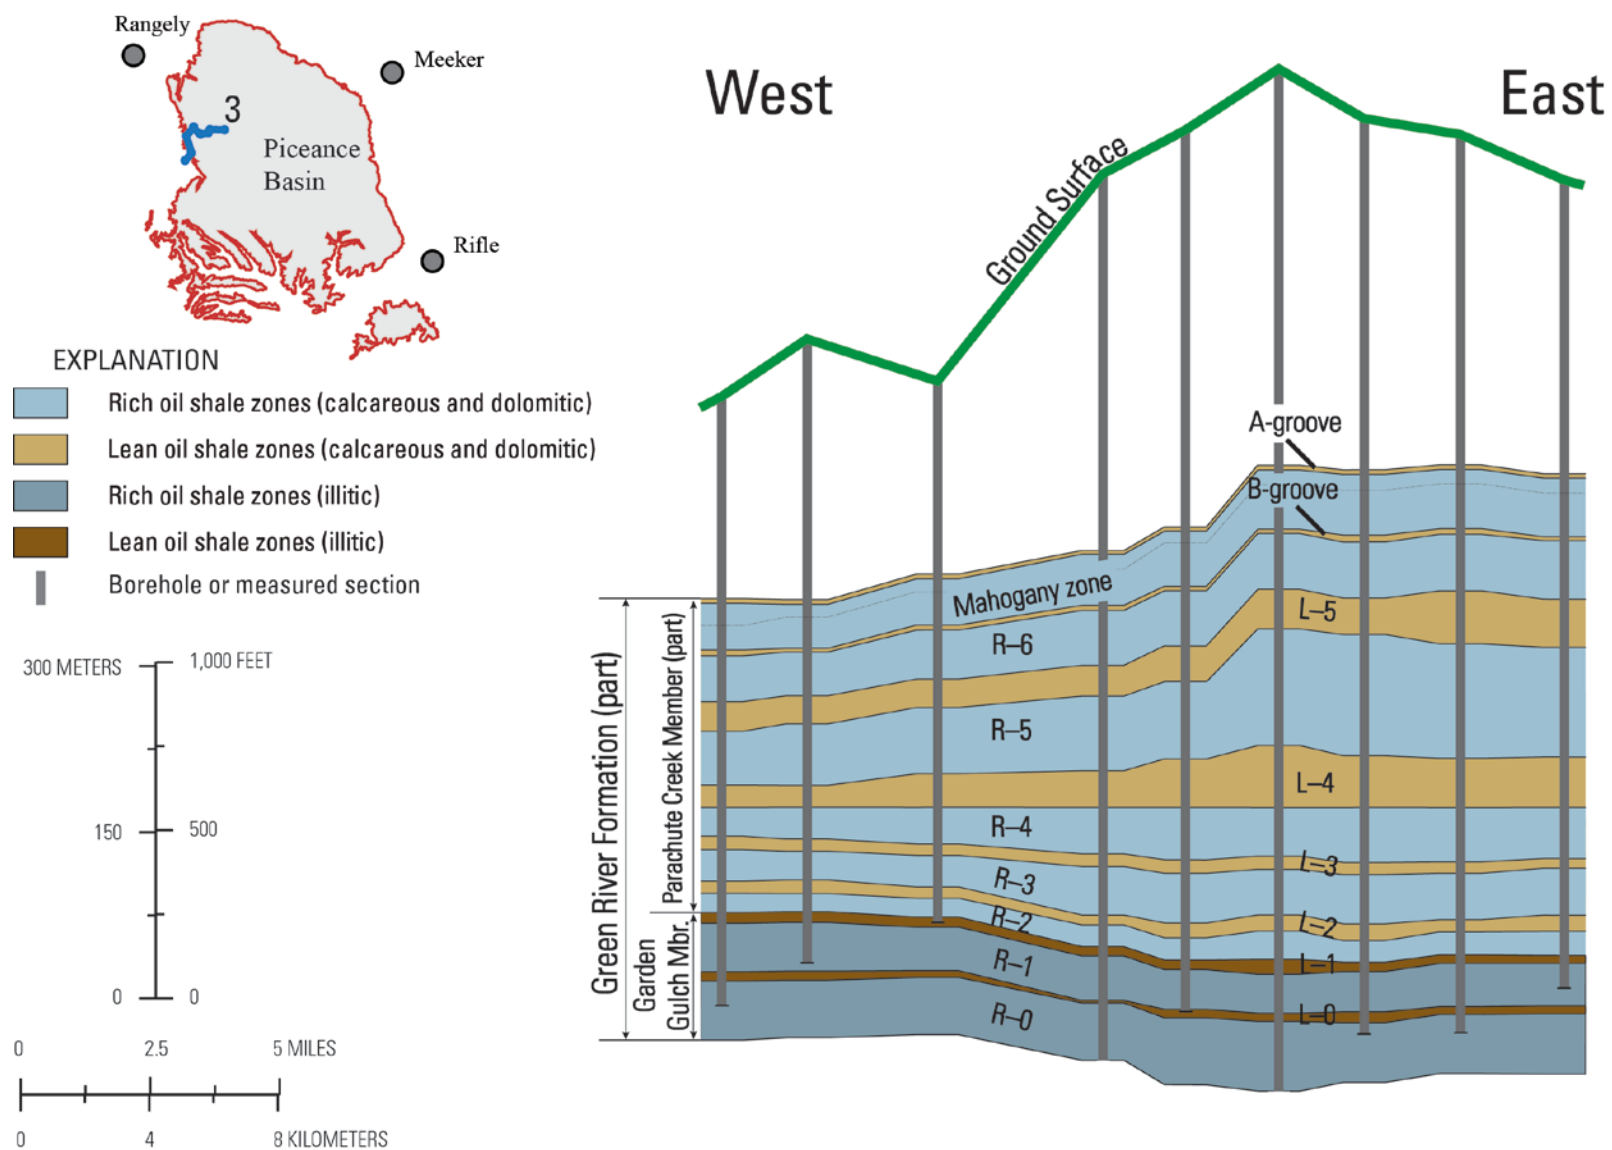 Rangely
Meeker
3
Piceance
Basin
Rifle
EXPLANATION
Rich oil shale zones (calcareous and dolomitic)
Lean oil shale zones (calcareous and dolomitic)
Rich oil shale zones (illitic)
Lean oil shale zones (illitic)
Borehole or measured section
300 METERS
1,000 FEET
150
500
0
0
0
2.5
5 MILES
0
4
8 KILOMETERS
West
East
Ground Surface
A-groove
B-groove
Mahogany zone
R–6
L–5
R–5
L–4
R–4
L–3
R–3
R–2
L–2
R–1
L–1
R–0
L–0
Green River Formation (part)
Parachute Creek Member (part)
Garden
Gulch Mbr.